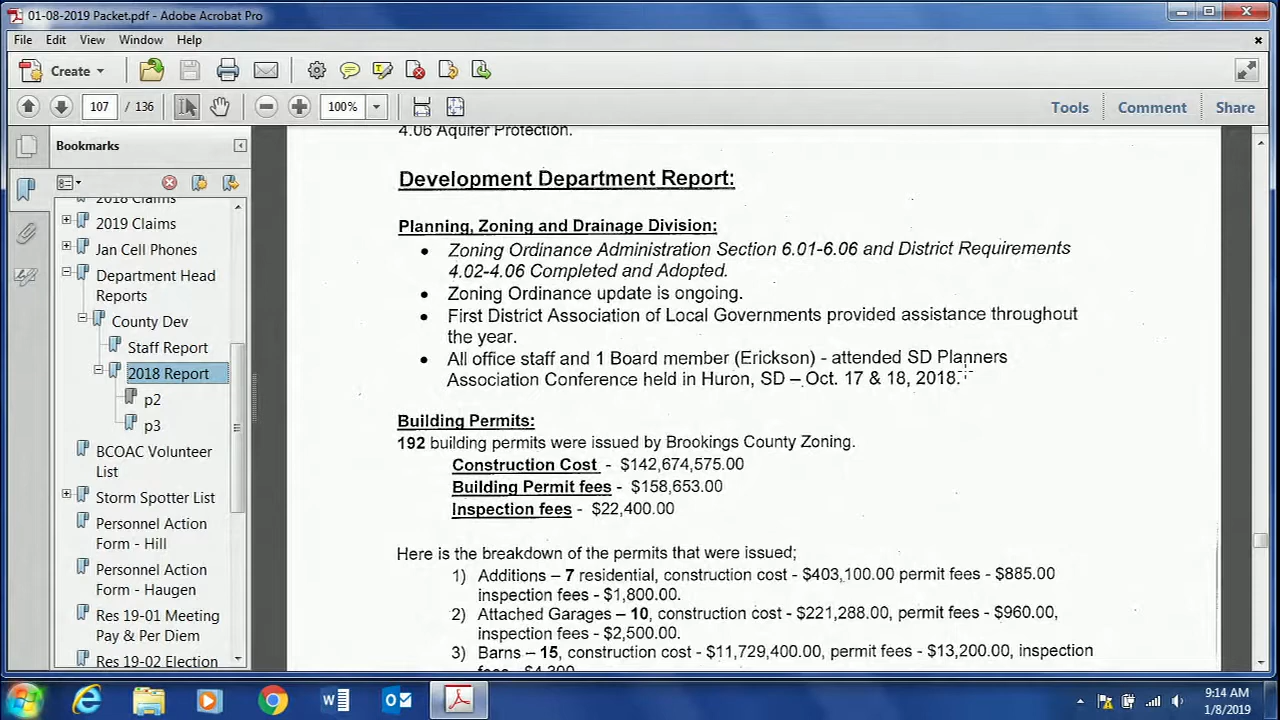 01-08-2019 Packet.pdf - Adobe Acrobat Pro
File Edit View Window Help
Create
107 / 136 100% Tools Comment Share
Bookmarks
2018 Claims
2019 Claims
Jan Cell Phones
Department Head
Reports
County Dev
Staff Report
2018 Report
p2
p3
BCOAC Volunteer
List
Storm Spotter List
Personnel Action
Form - Hill
Personnel Action
Form - Haugen
Res 19-01 Meeting
Pay & Per Diem
Res 19-02 Election
4.06 Aquifer Protection.
Development Department Report:
Planning, Zoning and Drainage Division:
• Zoning Ordinance Administration Section 6.01-6.06 and District Requirements
4.02-4.06 Completed and Adopted.
• Zoning Ordinance update is ongoing.
• First District Association of Local Governments provided assistance throughout
the year.
• All office staff and 1 Board member (Erickson) - attended SD Planners
Association Conference held in Huron, SD – Oct. 17 & 18, 2018.
Building Permits:
192 building permits were issued by Brookings County Zoning.
Construction Cost - $142,674,575.00
Building Permit fees - $158,653.00
Inspection fees - $22,400.00
Here is the breakdown of the permits that were issued;
1) Additions – 7 residential, construction cost - $403,100.00 permit fees - $885.00
inspection fees - $1,800.00.
2) Attached Garages – 10, construction cost - $221,288.00, permit fees - $960.00,
inspection fees - $2,500.00.
3) Barns – 15, construction cost - $11,729,400.00, permit fees - $13,200.00, inspection
fees - $4,300
9:14 AM
1/8/2019